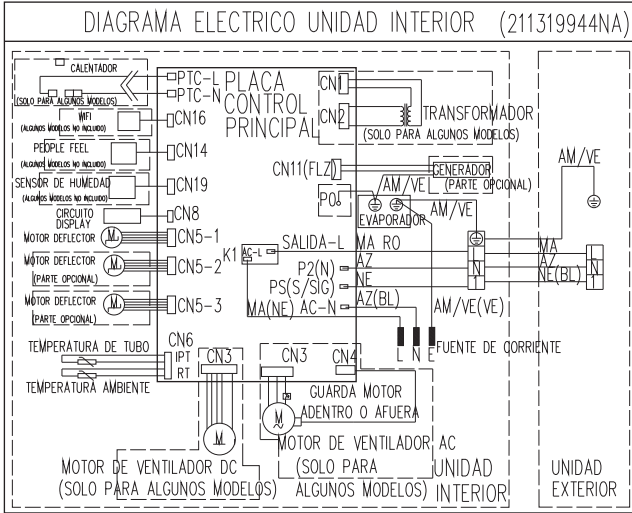 DIAGRAMA ELECTRICO UNIDAD INTERIOR (211319944NA)
CALENTADOR
(SOLO PARA ALGUNOS MODELOS)
PTC-L
PTC-N
PLACA
CONTROL
PRINCIPAL
WIFI
(ALGUNOS MODELOS NO INCLUIDO)
CN16
PEOPLE FEEL
(ALGUNOS MODELOS NO INCLUIDO)
CN14
SENSOR DE HUMEDAD
(ALGUNOS MODELOS NO INCLUIDO)
CN19
CIRCUITO
DISPLAY
CN8
MOTOR DEFLECTOR
CN5-1
MOTOR DEFLECTOR
(PARTE OPCIONAL)
CN5-2
MOTOR DEFLECTOR
(PARTE OPCIONAL)
CN5-3
CN6
TEMPERATURA DE TUBO
IPT
RT
TEMPERATURA AMBIENTE
CN1
CN2
TRANSFORMADOR
(SOLO PARA ALGUNOS MODELOS)
CN11(FLZ)
GENERADOR
(PARTE OPCIONAL)
AM/VE
P0
EVAPORADOR
AM/VE
K1
AC-L
SALIDA-L
MA RO
P2(N)
AZ
PS(S/SIG)
NE
MA(NE)
AC-N
AZ(BL)
AM/VE(VE)
N
1
L N E
FUENTE DE CORRIENTE
AM/VE
MA
AZ
NE(BL)
L
N
1
CN3
M
MOTOR DE VENTILADOR DC
(SOLO PARA ALGUNOS MODELOS)
CN3
CN4
GUARDA MOTOR
ADENTRO O AFUERA
M
MOTOR DE VENTILADOR AC
(SOLO PARA
ALGUNOS MODELOS)
UNIDAD
INTERIOR
UNIDAD
EXTERIOR